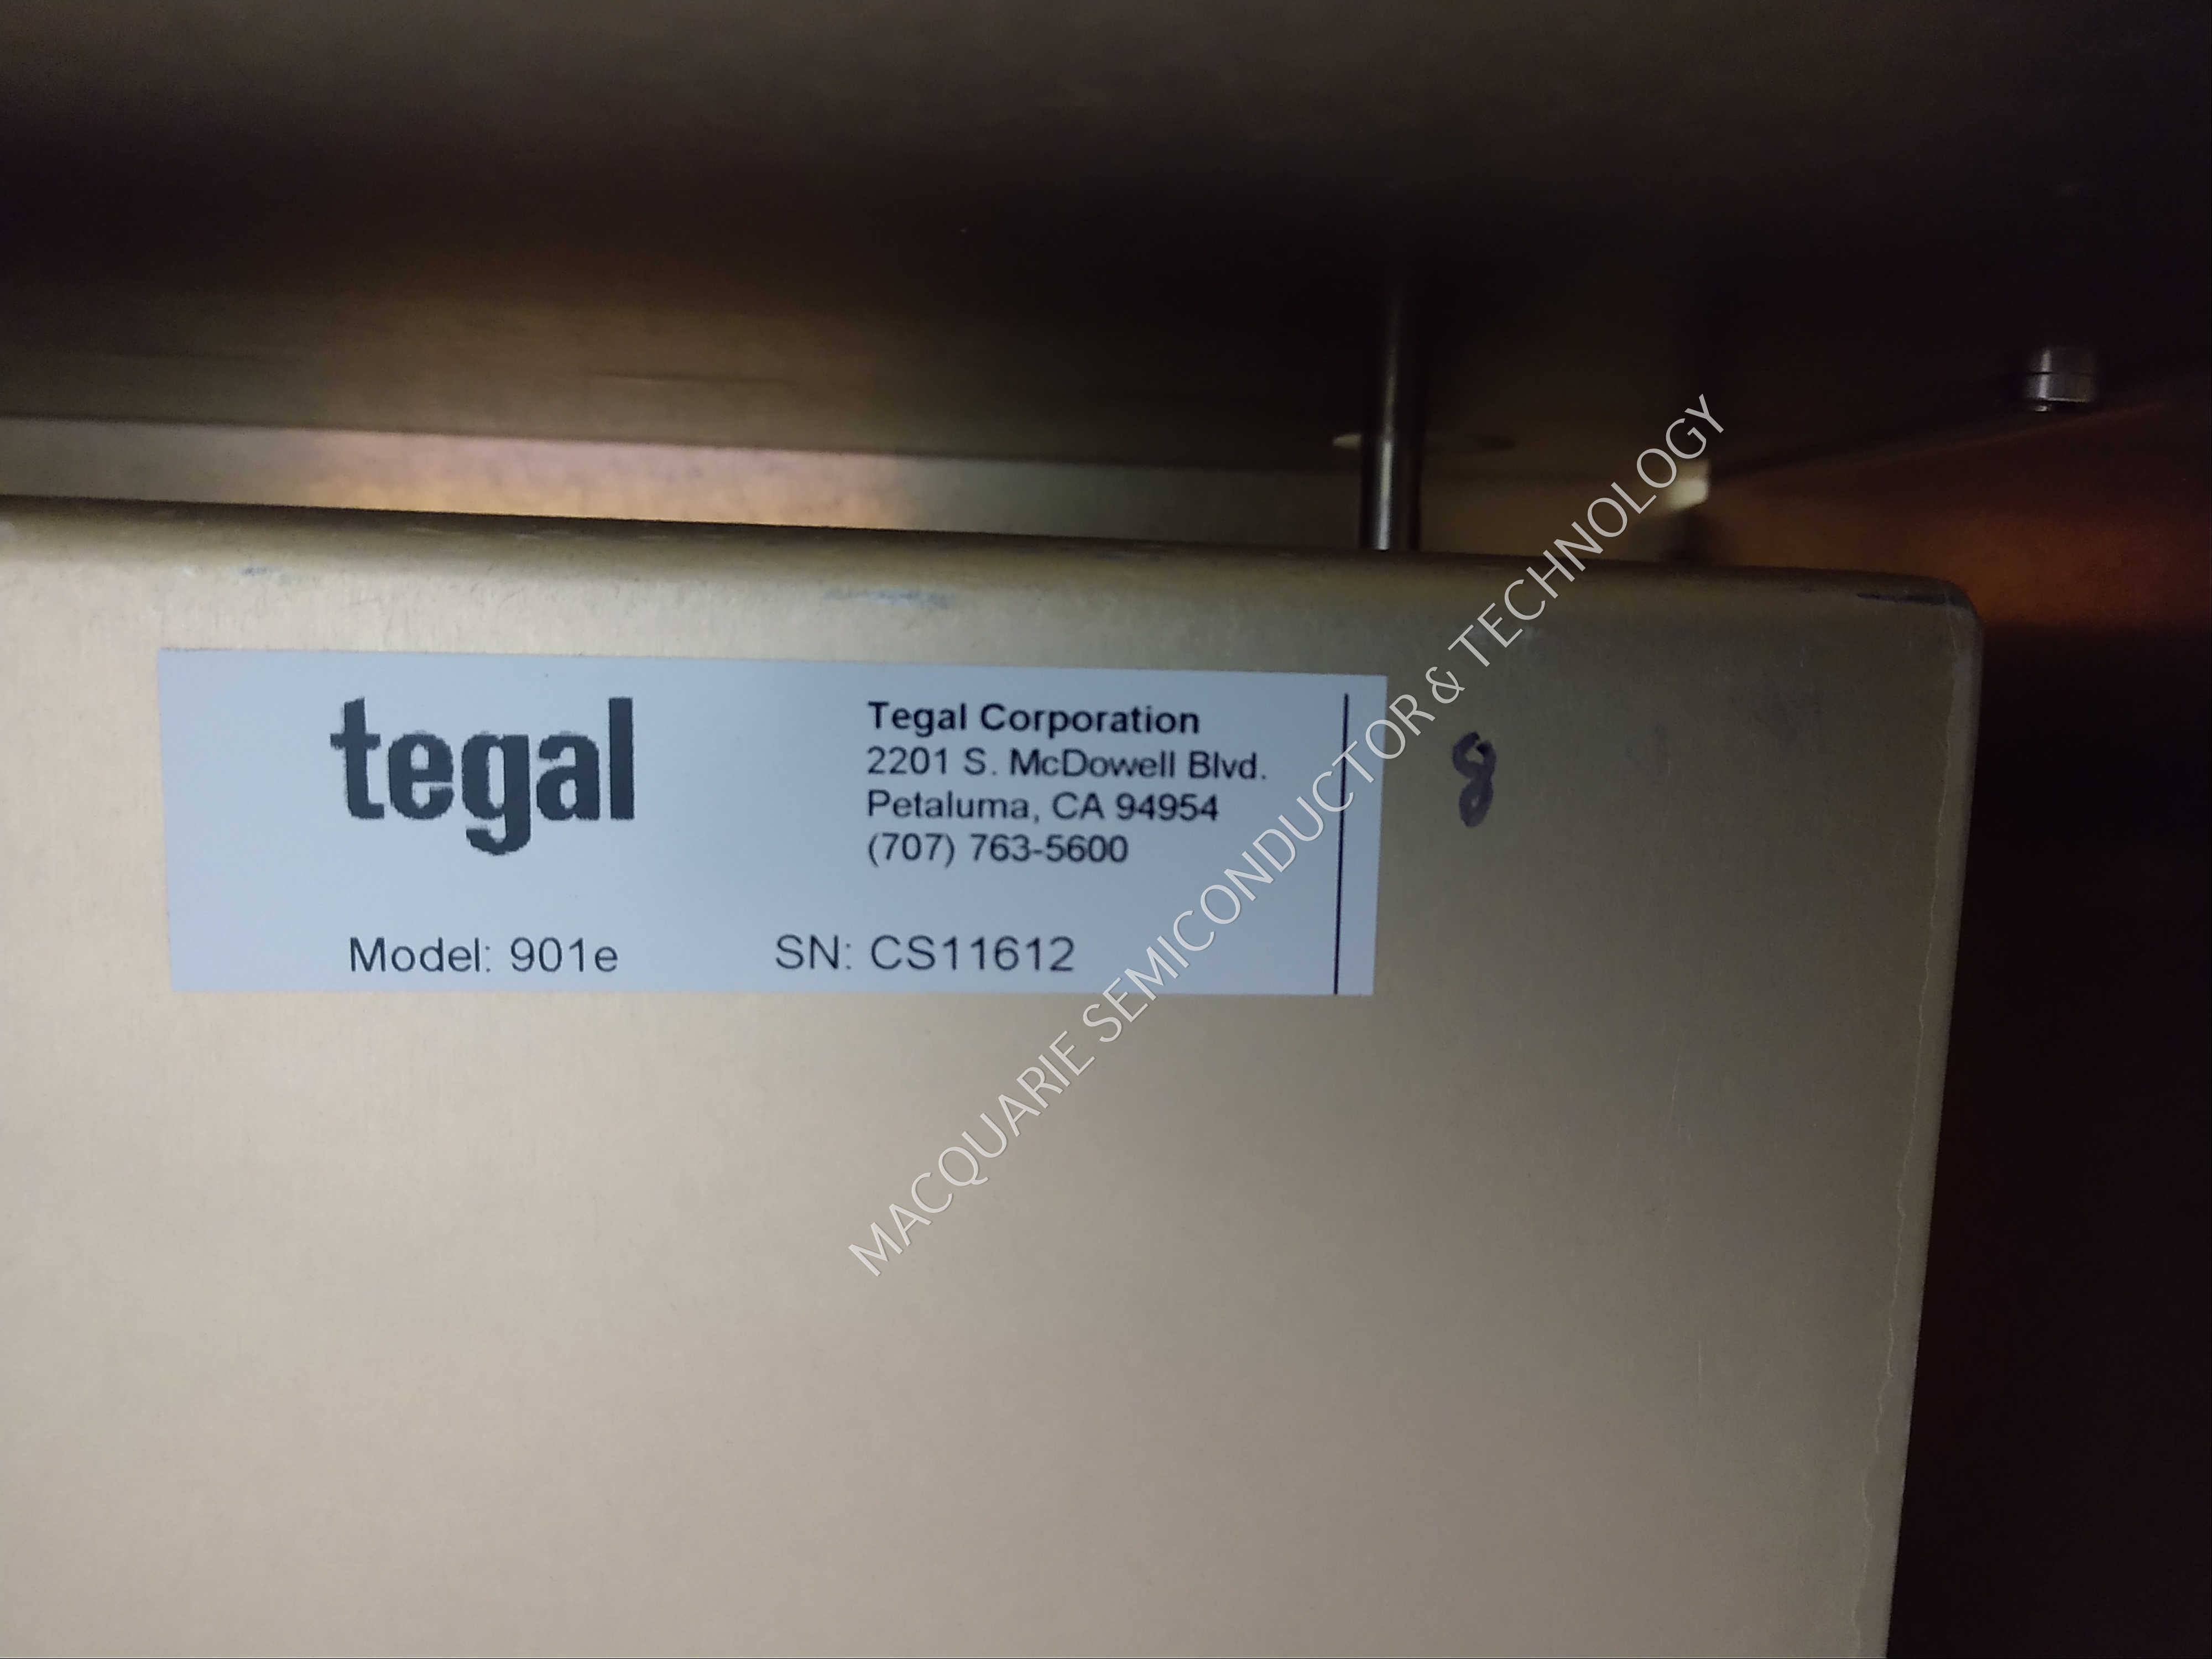 tegal
Tegal Corporation
2201 S. McDowell Blvd.
Petaluma, CA 94954
(707) 763-5600
Model: 901e SN: CS11612
8
MACQUARIE SEMICONDUCTOR & TECHNOLOGY